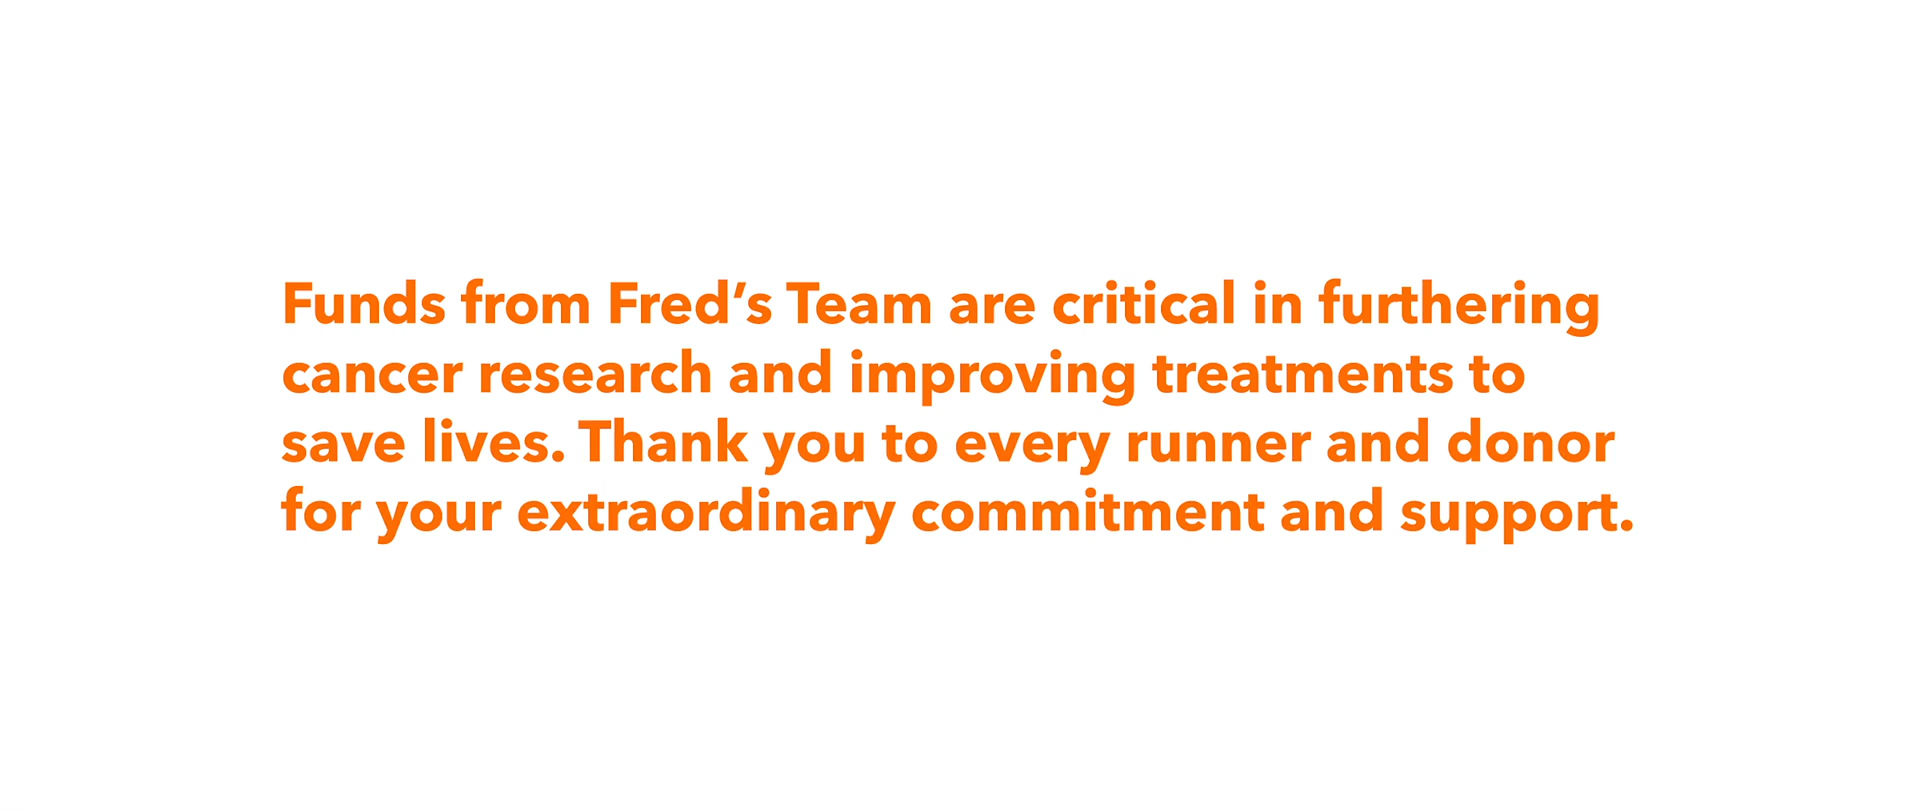 Funds from Fred’s Team are critical in furthering
cancer research and improving treatments to
save lives. Thank you to every runner and donor
for your extraordinary commitment and support.